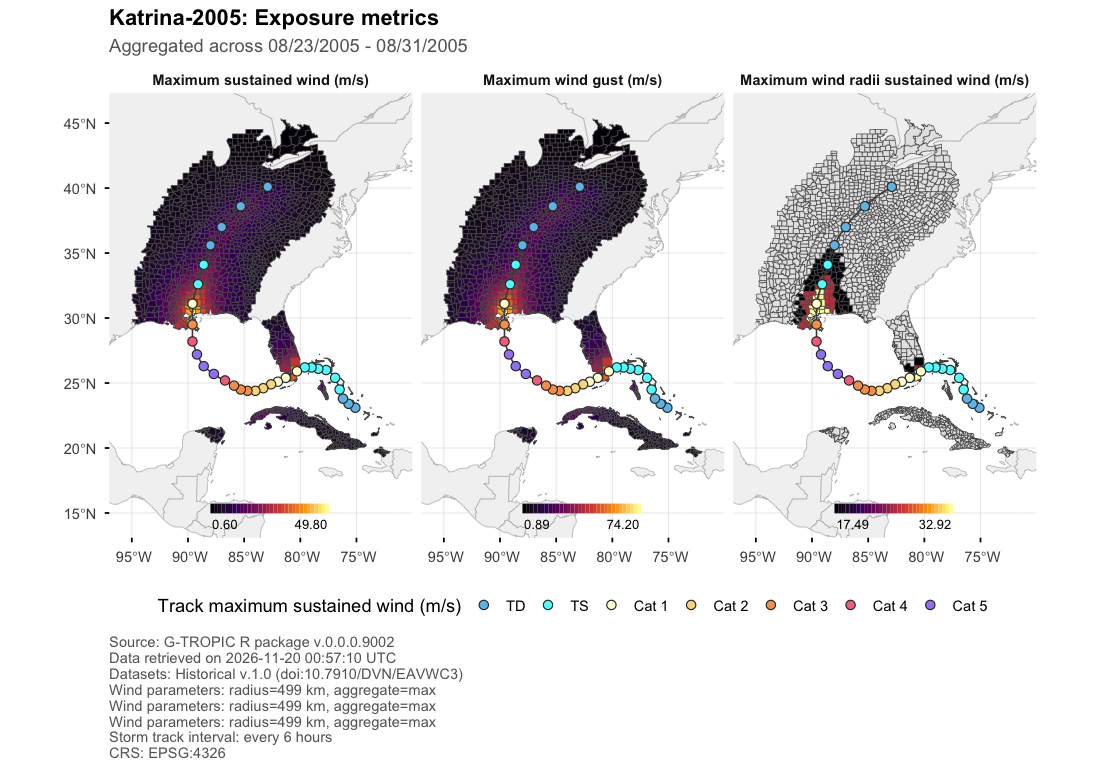 Katrina-2005: Exposure metrics
Aggregated across 08/23/2005 - 08/31/2005
Maximum sustained wind (m/s)
Maximum wind gust (m/s)
Maximum wind radii sustained wind (m/s)
45°N
40°N
35°N
30°N
25°N
20°N
15°N
0.60 49.80
0.89 74.20
17.49 32.92
95°W 90°W 85°W 80°W 75°W
95°W 90°W 85°W 80°W 75°W
95°W 90°W 85°W 80°W 75°W
Track maximum sustained wind (m/s) TD TS Cat 1 Cat 2 Cat 3 Cat 4 Cat 5
Source: G-TROPIC R package v.0.0.0.9002
Data retrieved on 2026-11-20 00:57:10 UTC
Datasets: Historical v.1.0 (doi:10.7910/DVN/EAVWC3)
Wind parameters: radius=499 km, aggregate=max
Wind parameters: radius=499 km, aggregate=max
Wind parameters: radius=499 km, aggregate=max
Storm track interval: every 6 hours
CRS: EPSG:4326